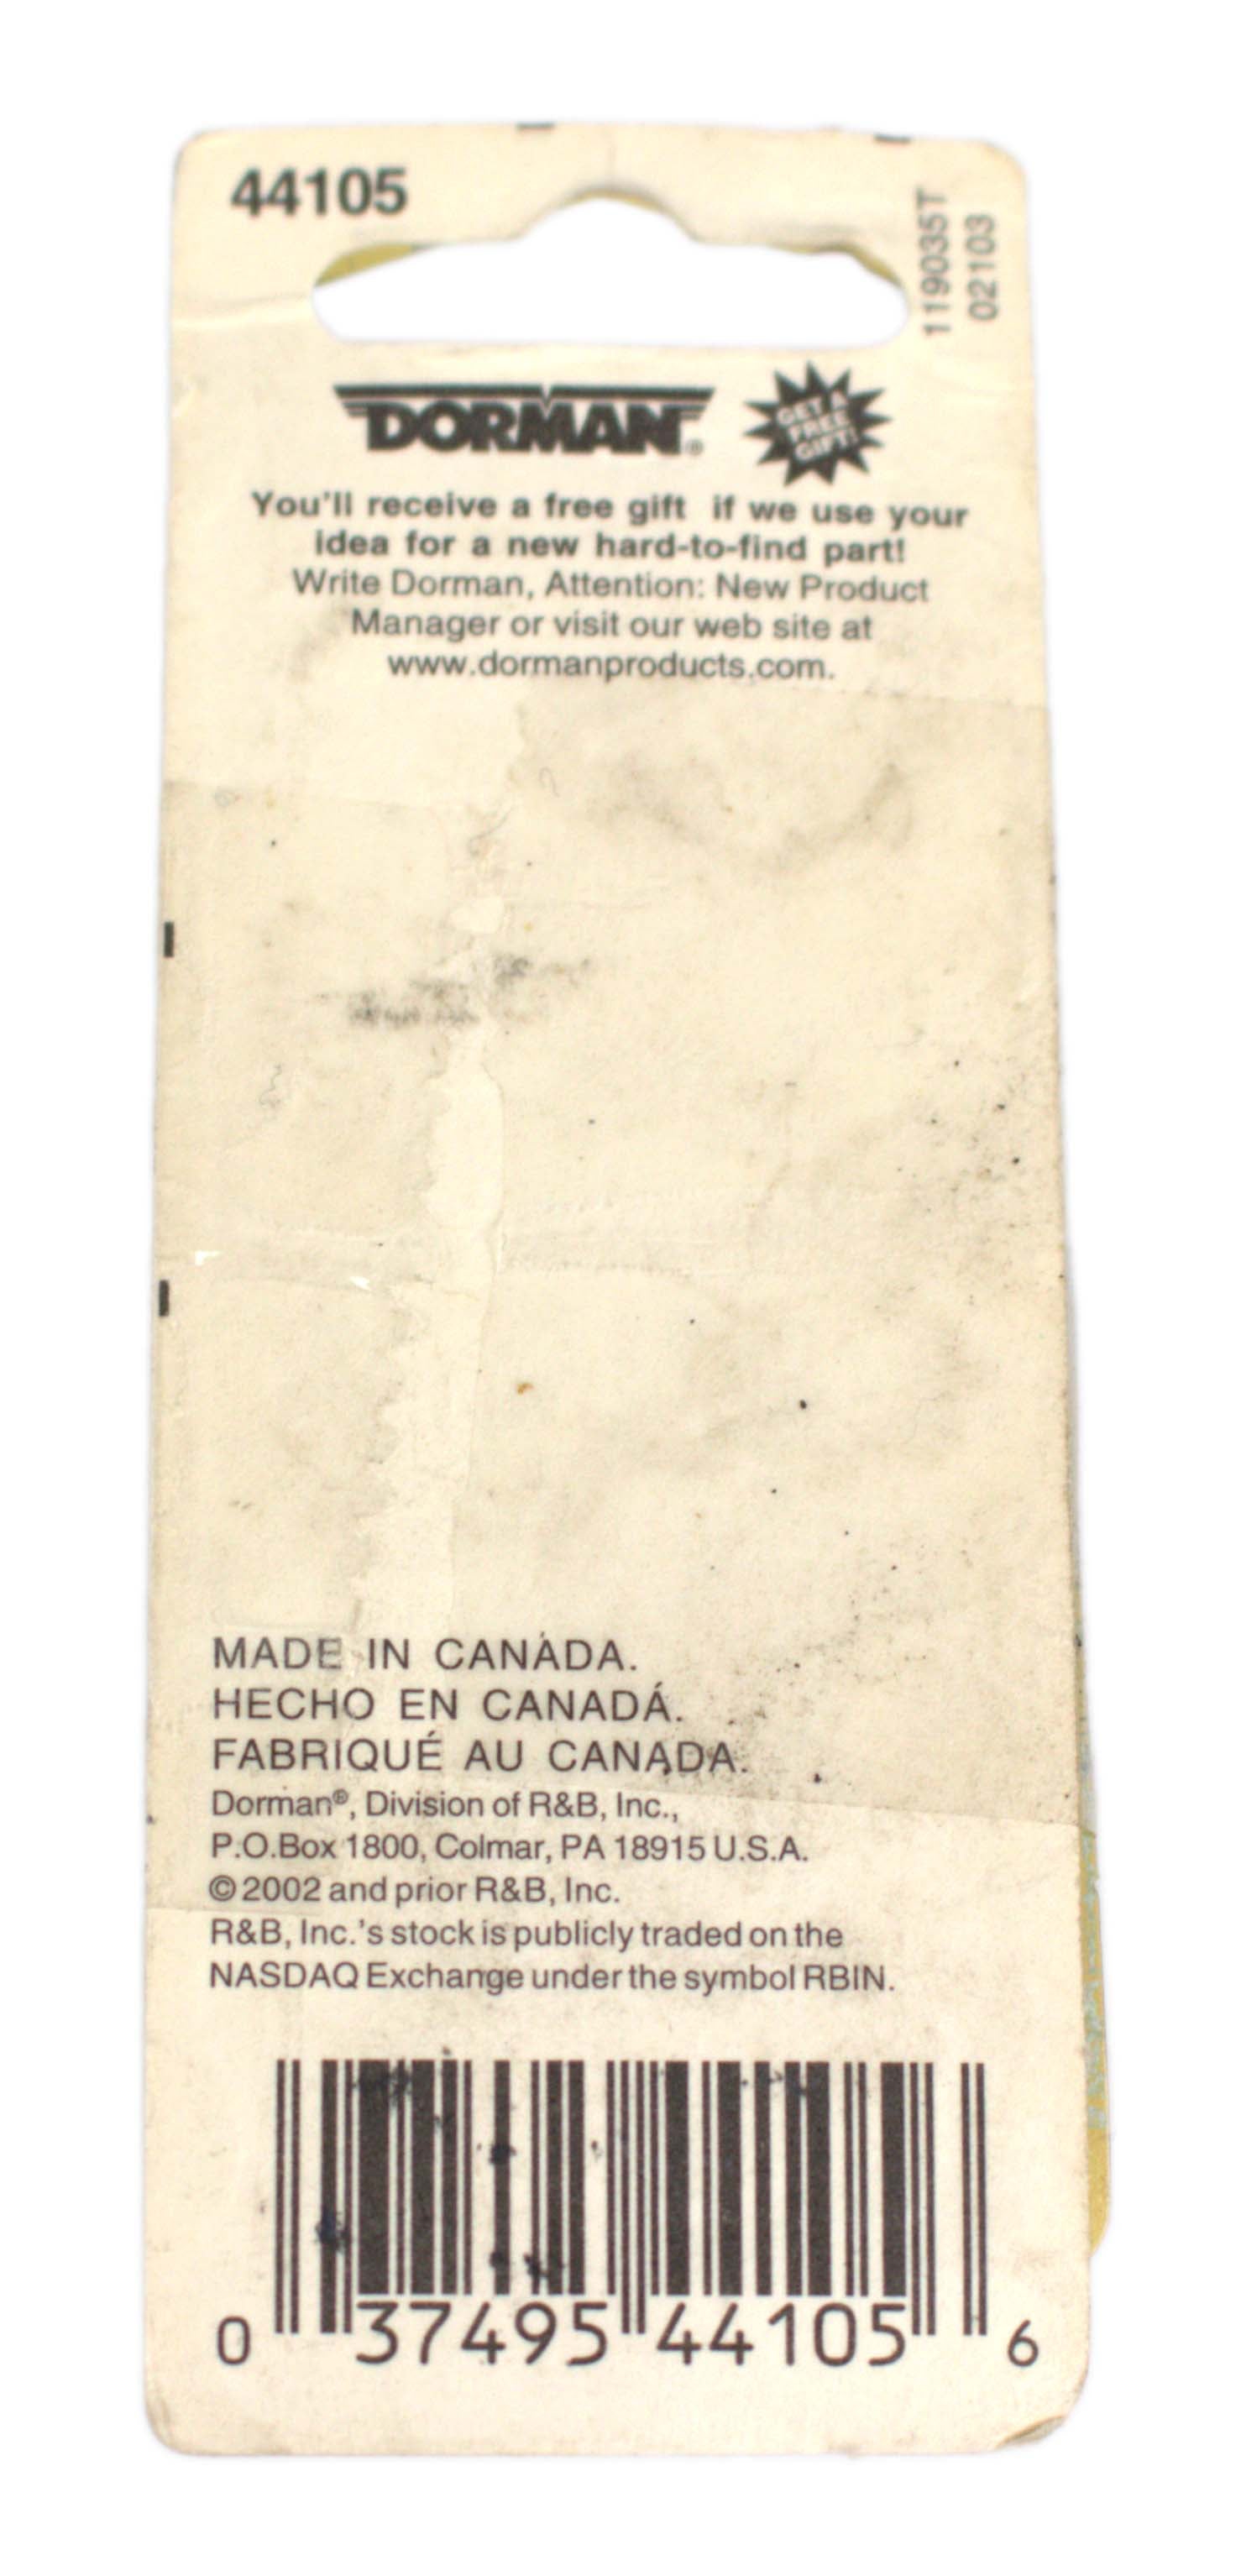 44105
119035T
02103
DORMAN®
GET A
FREE
GIFT!
You'll receive a free gift if we use your
idea for a new hard-to-find part!
Write Dorman, Attention: New Product
Manager or visit our web site at
www.dormanproducts.com.
MADE IN CANADA.
HECHO EN CANADÁ.
FABRIQUÉ AU CANADA.
Dorman®, Division of R&B, Inc.,
P.O.Box 1800, Colmar, PA 18915 U.S.A.
© 2002 and prior R&B, Inc.
R&B, Inc.'s stock is publicly traded on the
NASDAQ Exchange under the symbol RBIN.
0 37495 44105 6